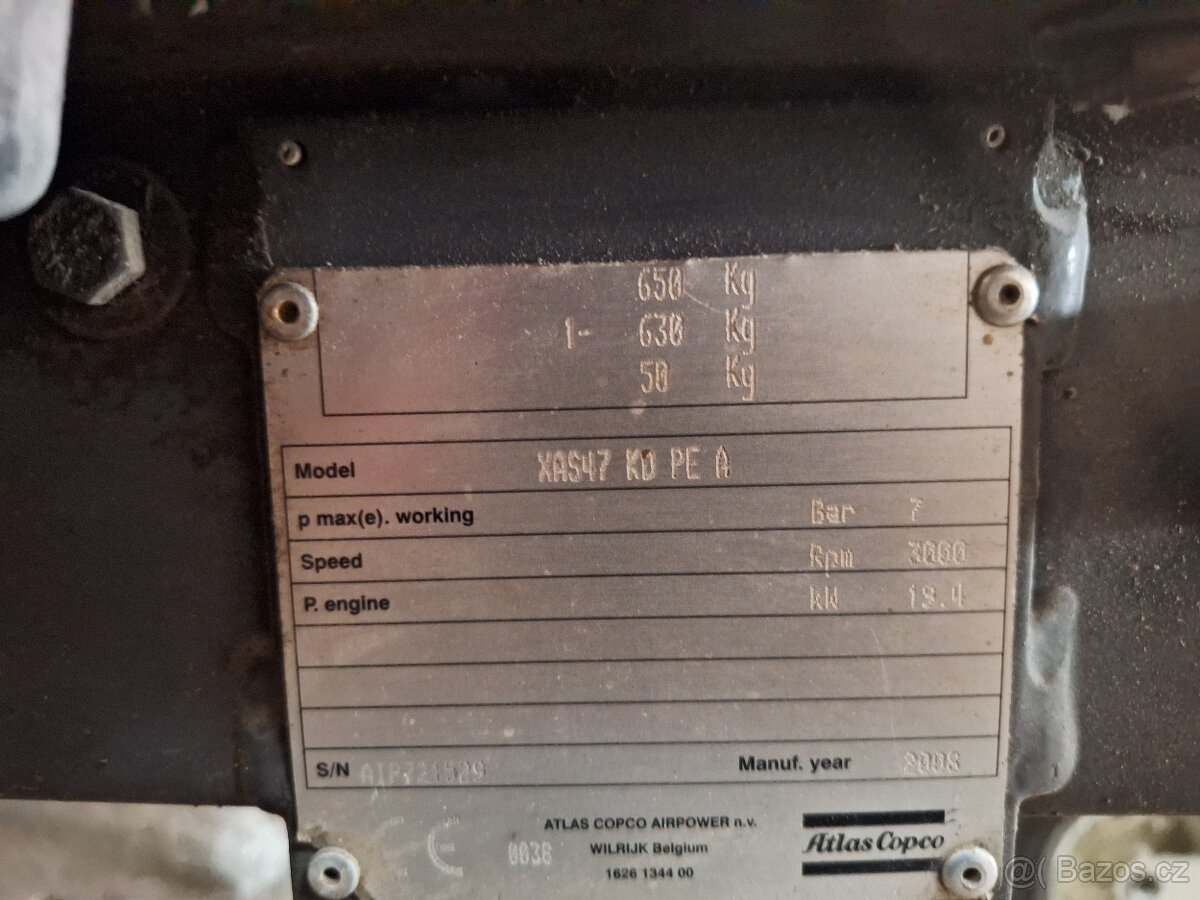 650 Kg
1- 630 Kg
50 Kg
Model XAS47 KD PE A
p max(e). working Bar 7
Speed Rpm 3000
P. engine kW 19.4
S/N Manuf. year
CE 0038
ATLAS COPCO AIRPOWER n.v.
WILRIJK Belgium
1626 1344 00
Atlas Copco
@( Bazos.cz